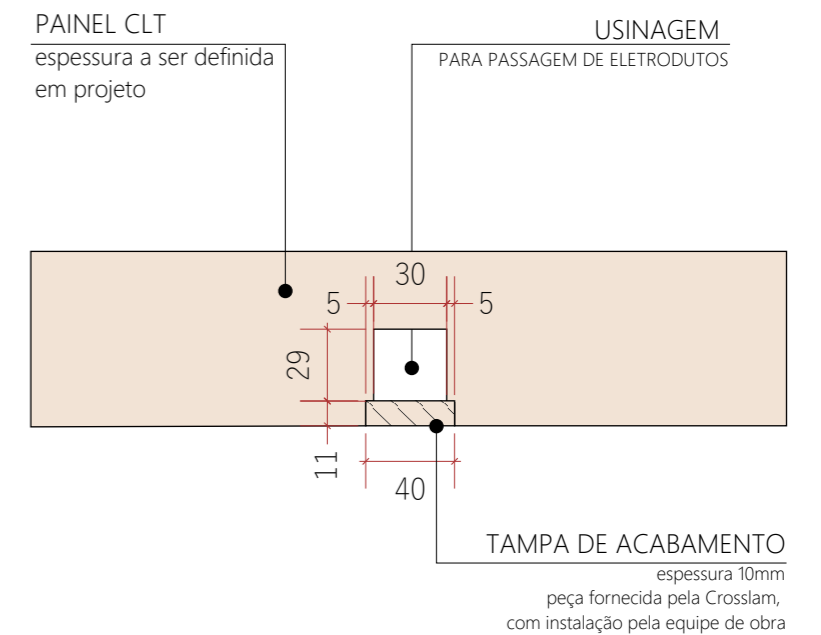 PAINEL CLT
espessura a ser definida
em projeto
USINAGEM
PARA PASSAGEM DE ELETRODUTOS
30
5
5
29
11
40
TAMPA DE ACABAMENTO
espessura 10mm
peça fornecida pela Crosslam,
com instalação pela equipe de obra